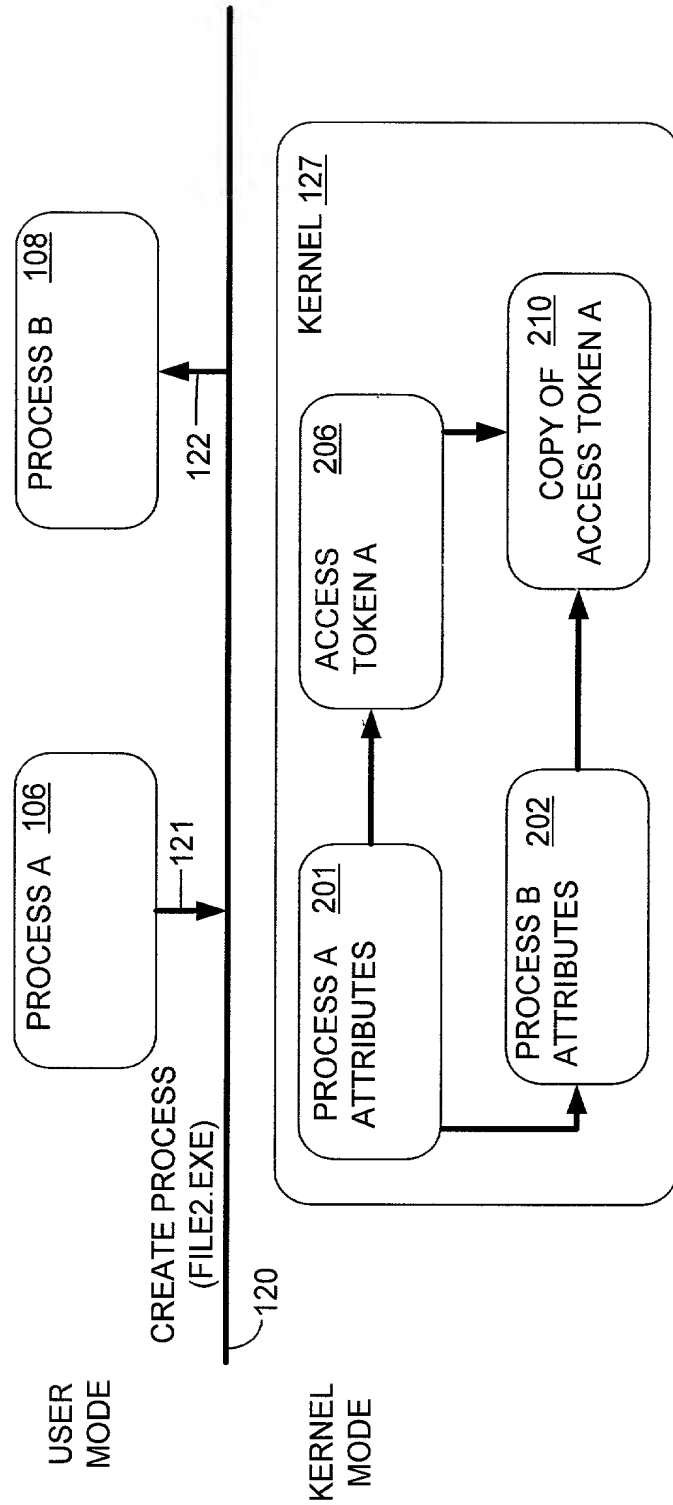 USER
MODE
PROCESS A 106
PROCESS B 108
CREATE PROCESS
(FILE2.EXE)
121
122
120
KERNEL
MODE
KERNEL 127
PROCESS A 201
ATTRIBUTES
ACCESS 206
TOKEN A
PROCESS B 202
ATTRIBUTES
COPY OF 210
ACCESS TOKEN A